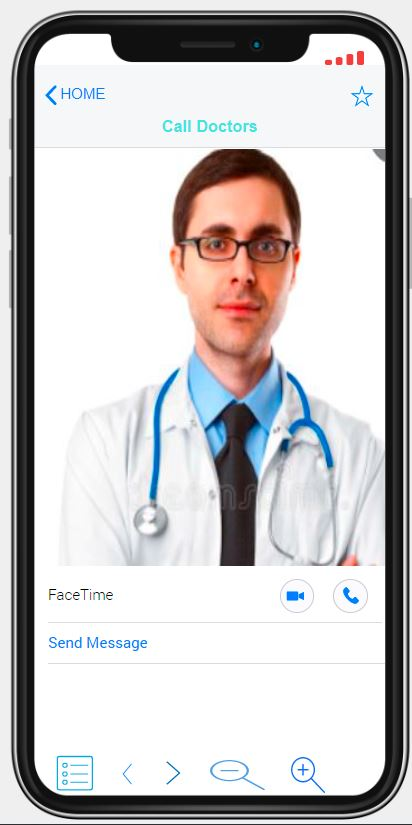 HOME
Call Doctors
FaceTime
Send Message